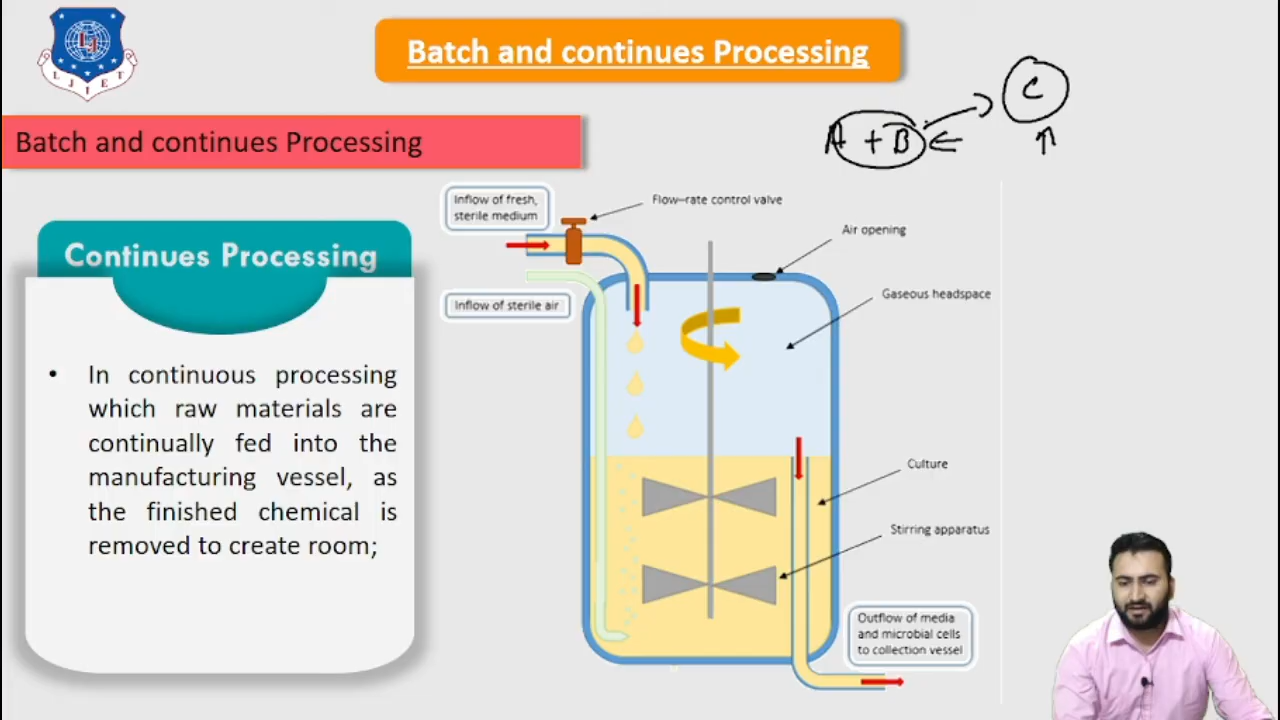 Batch and continues Processing
L J I E T
Batch and continues Processing
A + B
C
Continues Processing
• In continuous processing
which raw materials are
continually fed into the
manufacturing vessel, as
the finished chemical is
removed to create room;
Inflow of fresh,
sterile medium
Flow–rate control valve
Air opening
Gaseous headspace
Inflow of sterile air
Culture
Stirring apparatus
Outflow of media
and microbial cells
to collection vessel